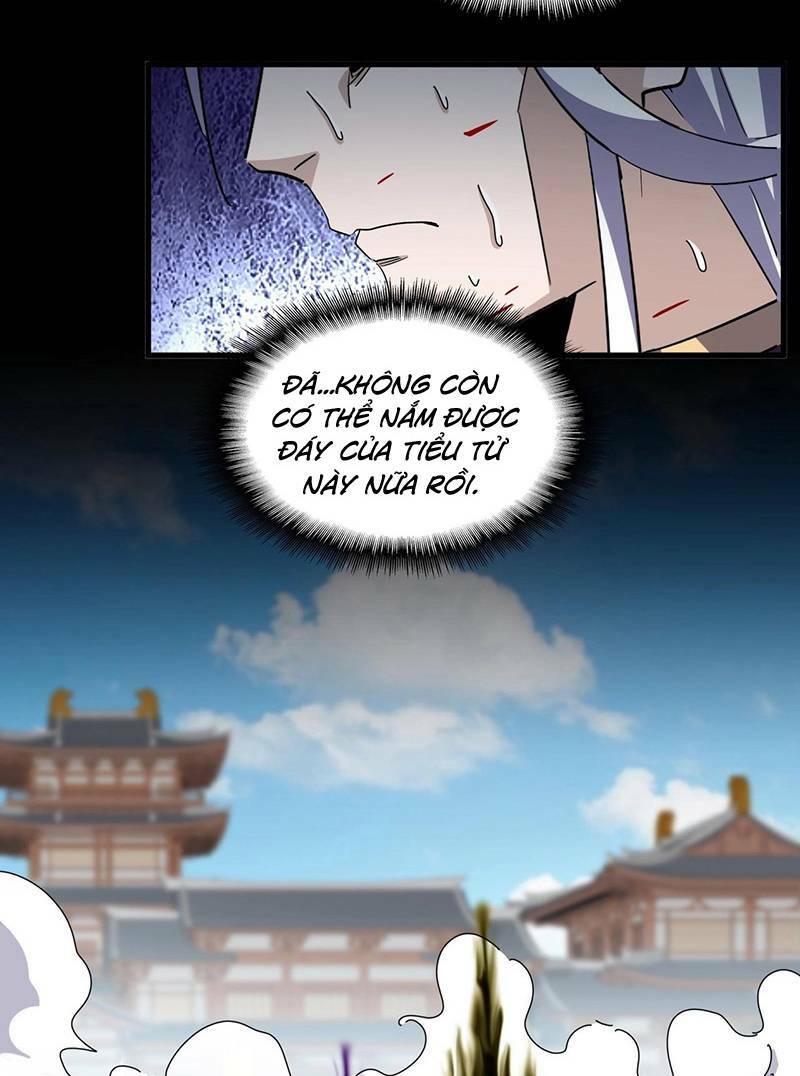 ĐÃ...KHÔNG CÒN
CÓ THỂ NẮM ĐƯỢC
ĐÁY CỦA TIỂU TỬ
NÀY NỮA RỒI.